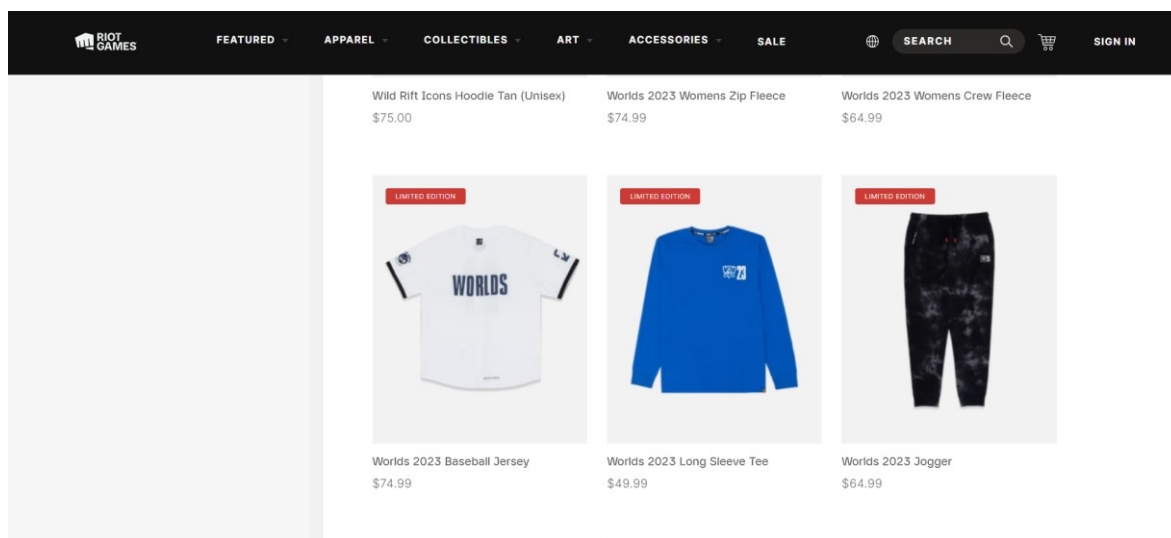 RIOT
GAMES
FEATURED
APPAREL
COLLECTIBLES
ART
ACCESSORIES
SALE
SEARCH
SIGN IN
Wild Rift Icons Hoodie Tan (Unisex)
Worlds 2023 Womens Zip Fleece
Worlds 2023 Womens Crew Fleece
$75.00
$74.99
$64.99
LIMITED EDITION
LIMITED EDITION
LIMITED EDITION
WORLDS
23
Worlds 2023 Baseball Jersey
Worlds 2023 Long Sleeve Tee
Worlds 2023 Jogger
$74.99
$49.99
$64.99